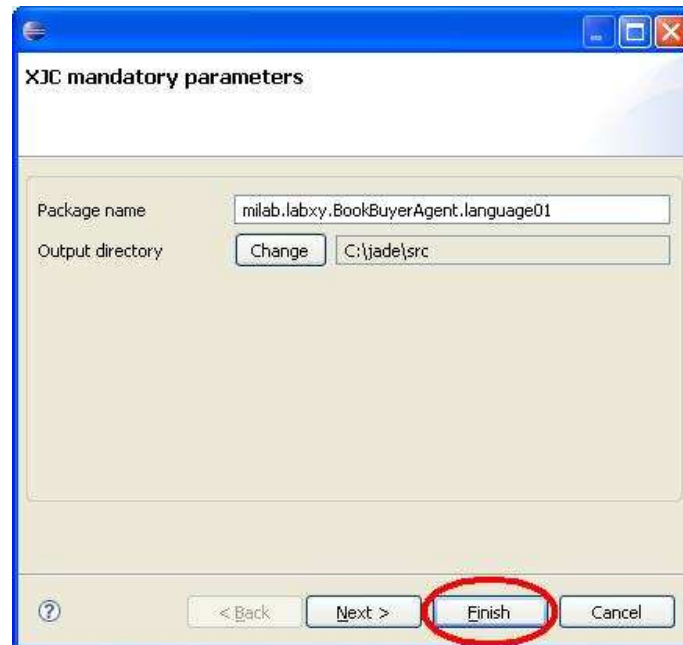 XJC mandatory parameters
Package name milab.labxy.BookBuyerAgent.language01
Output directory Change C:\jade\src
? < Back Next > Finish Cancel